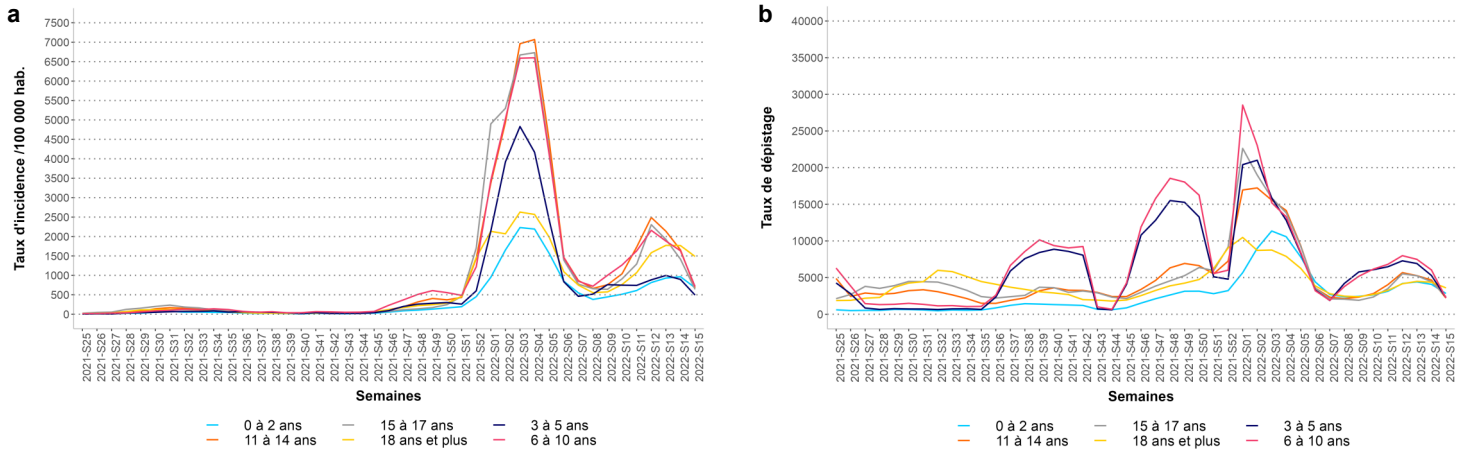 a
Taux d'incidence /100 000 hab.
7500
7000
6500
6000
5500
5000
4500
4000
3500
3000
2500
2000
1500
1000
500
0
2021-S25
2021-S26
2021-S27
2021-S28
2021-S29
2021-S30
2021-S31
2021-S32
2021-S33
2021-S34
2021-S35
2021-S36
2021-S37
2021-S38
2021-S39
2021-S40
2021-S41
2021-S42
2021-S43
2021-S44
2021-S45
2021-S46
2021-S47
2021-S48
2021-S49
2021-S50
2021-S51
2021-S52
2022-S01
2022-S02
2022-S03
2022-S04
2022-S05
2022-S06
2022-S07
2022-S08
2022-S09
2022-S10
2022-S11
2022-S12
2022-S13
2022-S14
2022-S15
Semaines
0 à 2 ans 15 à 17 ans 3 à 5 ans
11 à 14 ans 18 ans et plus 6 à 10 ans
b
Taux de dépistage
40000
35000
30000
25000
20000
15000
10000
5000
0
2021-S25
2021-S26
2021-S27
2021-S28
2021-S29
2021-S30
2021-S31
2021-S32
2021-S33
2021-S34
2021-S35
2021-S36
2021-S37
2021-S38
2021-S39
2021-S40
2021-S41
2021-S42
2021-S43
2021-S44
2021-S45
2021-S46
2021-S47
2021-S48
2021-S49
2021-S50
2021-S51
2021-S52
2022-S01
2022-S02
2022-S03
2022-S04
2022-S05
2022-S06
2022-S07
2022-S08
2022-S09
2022-S10
2022-S11
2022-S12
2022-S13
2022-S14
2022-S15
Semaines
0 à 2 ans 15 à 17 ans 3 à 5 ans
11 à 14 ans 18 ans et plus 6 à 10 ans